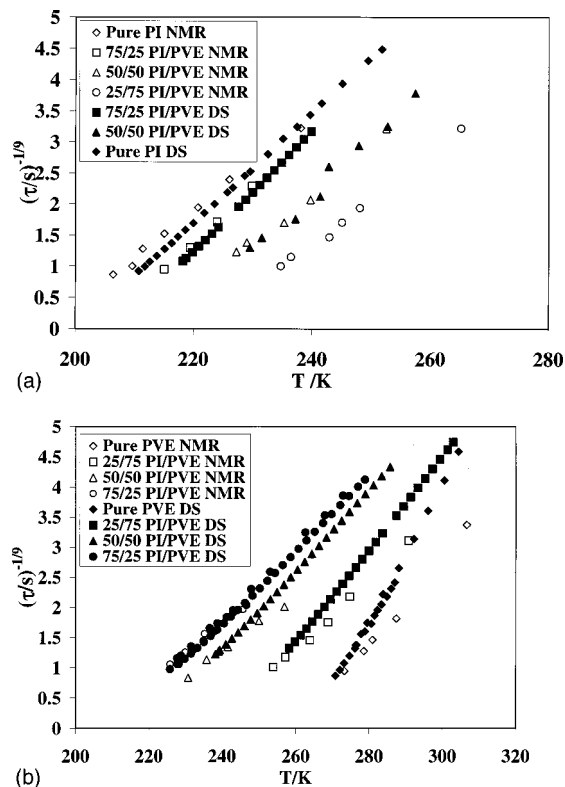 5
4.5
4
3.5
3
2.5
2
1.5
1
0.5
0
(τ/s)-1/9
Pure PI NMR
75/25 PI/PVE NMR
50/50 PI/PVE NMR
25/75 PI/PVE NMR
75/25 PI/PVE DS
50/50 PI/PVE DS
Pure PI DS
200 220 240 260 280
T /K
(a)
5
4.5
4
3.5
3
2.5
2
1.5
1
0.5
0
(τ/s)-1/9
Pure PVE NMR
25/75 PI/PVE NMR
50/50 PI/PVE NMR
75/25 PI/PVE NMR
Pure PVE DS
25/75 PI/PVE DS
50/50 PI/PVE DS
75/25 PI/PVE DS
200 220 240 260 280 300 320
T/K
(b)